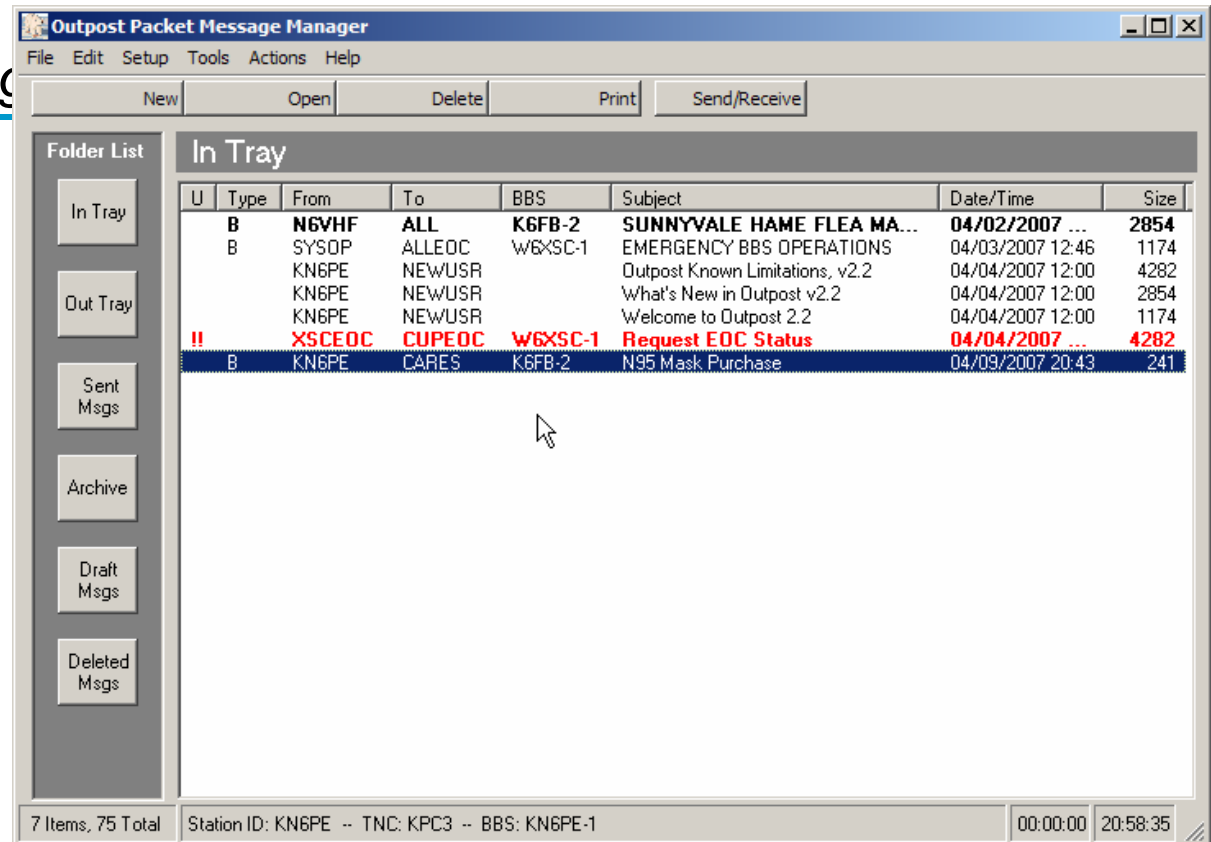 Outpost Packet Message Manager
File Edit Setup Tools Actions Help
New Open Delete Print Send/Receive
Folder List
In Tray
Out Tray
Sent
Msgs
Archive
Draft
Msgs
Deleted
Msgs
In Tray
U Type From To BBS Subject Date/Time Size
B N6VHF ALL K6FB-2 SUNNYVALE HAME FLEA MA... 04/02/2007 ... 2854
B SYSOP ALLEOC W6XSC-1 EMERGENCY BBS OPERATIONS 04/03/2007 12:46 1174
KN6PE NEWUSR Outpost Known Limitations, v2.2 04/04/2007 12:00 4282
KN6PE NEWUSR What's New in Outpost v2.2 04/04/2007 12:00 2854
KN6PE NEWUSR Welcome to Outpost 2.2 04/04/2007 12:00 1174
!! XSCEOC CUPEOC W6XSC-1 Request EOC Status 04/04/2007 ... 4282
B KN6PE CARES K6FB-2 N95 Mask Purchase 04/09/2007 20:43 241
7 Items, 75 Total Station ID: KN6PE -- TNC: KPC3 -- BBS: KN6PE-1 00:00:00 20:58:35